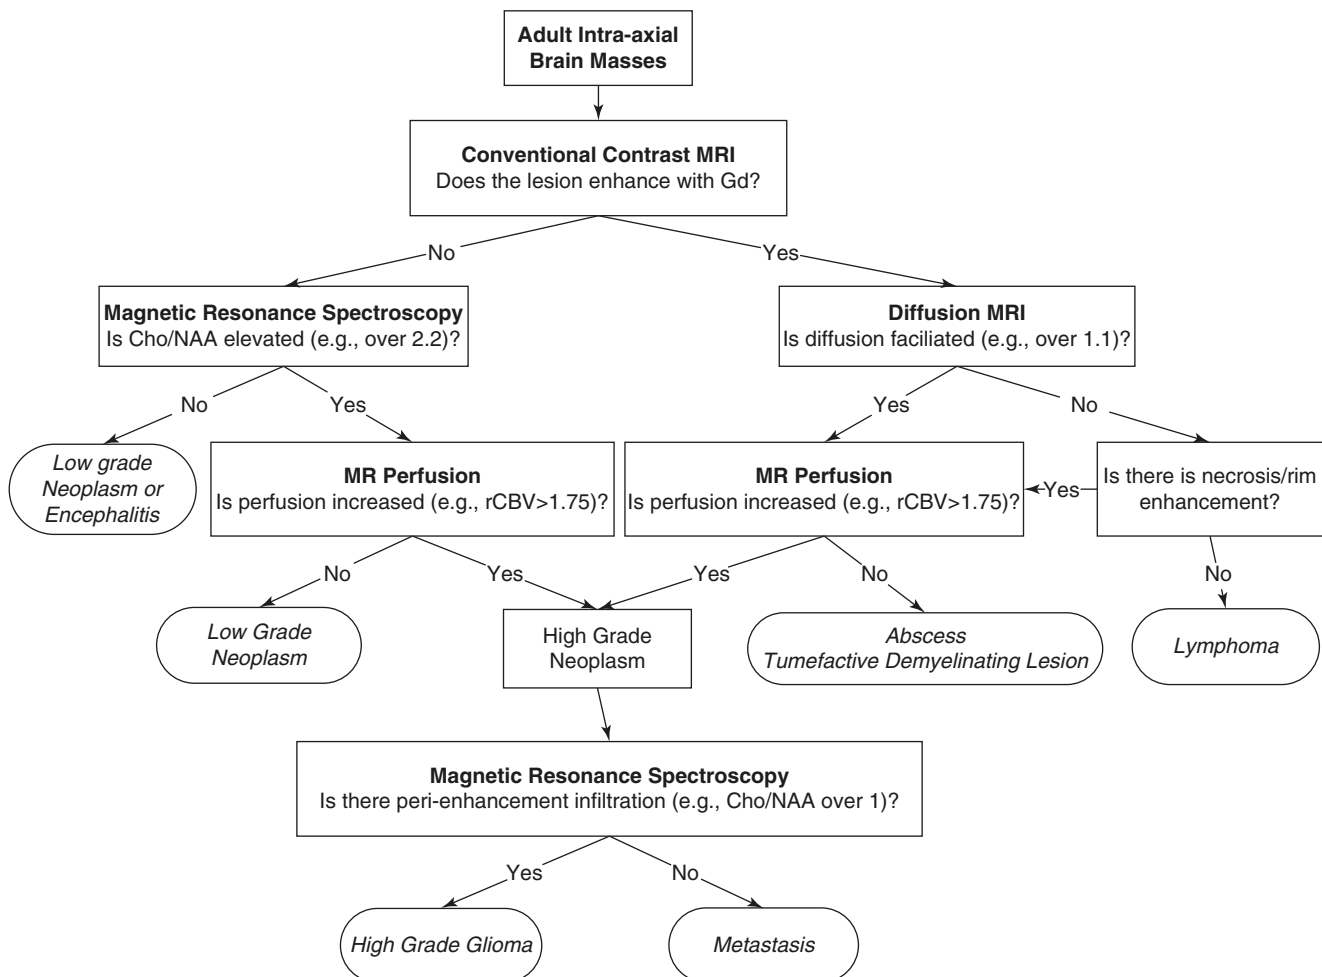 Adult Intra-axial
Brain Masses
Conventional Contrast MRI
Does the lesion enhance with Gd?
No
Yes
Magnetic Resonance Spectroscopy
Is Cho/NAA elevated (e.g., over 2.2)?
Diffusion MRI
Is diffusion faciliated (e.g., over 1.1)?
No
Yes
Yes
No
Low grade
Neoplasm or
Encephalitis
MR Perfusion
Is perfusion increased (e.g., rCBV>1.75)?
MR Perfusion
Is perfusion increased (e.g., rCBV>1.75)?
Yes
Is there is necrosis/rim
enhancement?
No
Yes
Yes
No
No
Low Grade
Neoplasm
High Grade
Neoplasm
Abscess
Tumefactive Demyelinating Lesion
Lymphoma
Magnetic Resonance Spectroscopy
Is there peri-enhancement infiltration (e.g., Cho/NAA over 1)?
Yes
No
High Grade Glioma
Metastasis